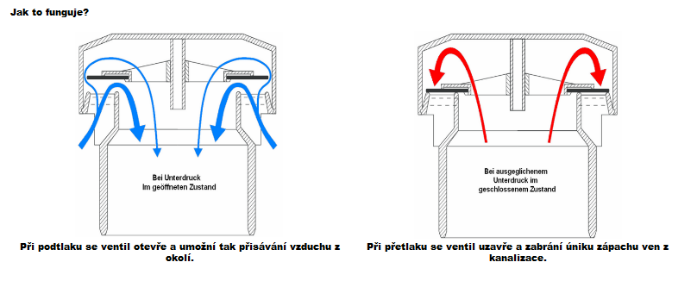 Jak to funguje?
Bei Unterdruck
Im geöffneten Zustand
Bei ausgeglichenem
Unterdruck im
geschlossenem Zustand
Při podtlaku se ventil otevře a umožní tak přisávání vzduchu z
okolí.
Při přetlaku se ventil uzavře a zabrání úniku zápachu ven z
kanalizace.